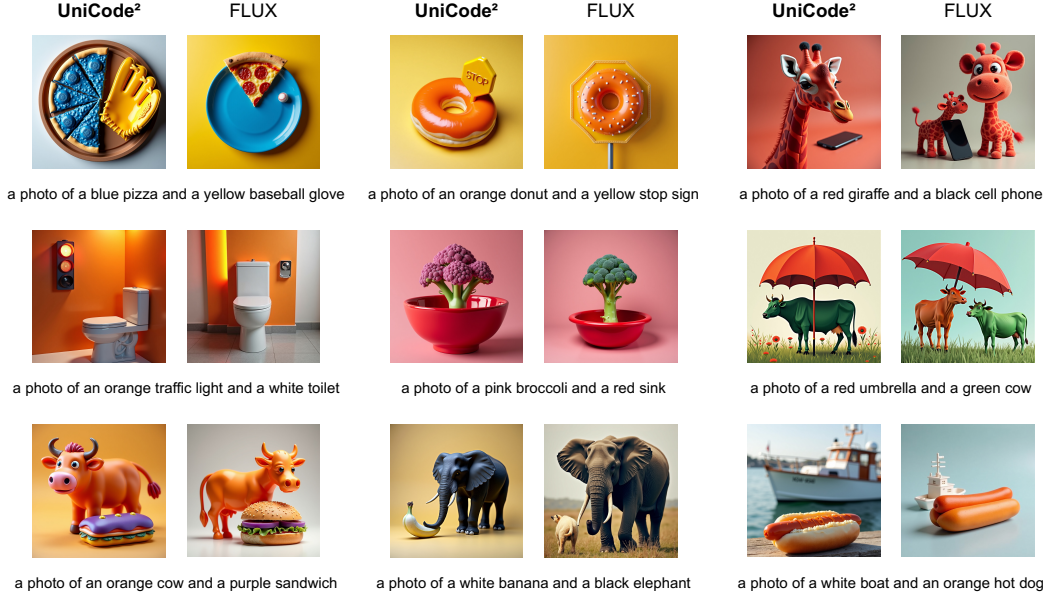 UniCode² FLUX UniCode² FLUX UniCode² FLUX
STOP
a photo of a blue pizza and a yellow baseball glove
a photo of an orange donut and a yellow stop sign
a photo of a red giraffe and a black cell phone
a photo of an orange traffic light and a white toilet
a photo of a pink broccoli and a red sink
a photo of a red umbrella and a green cow
a photo of an orange cow and a purple sandwich
a photo of a white banana and a black elephant
a photo of a white boat and an orange hot dog